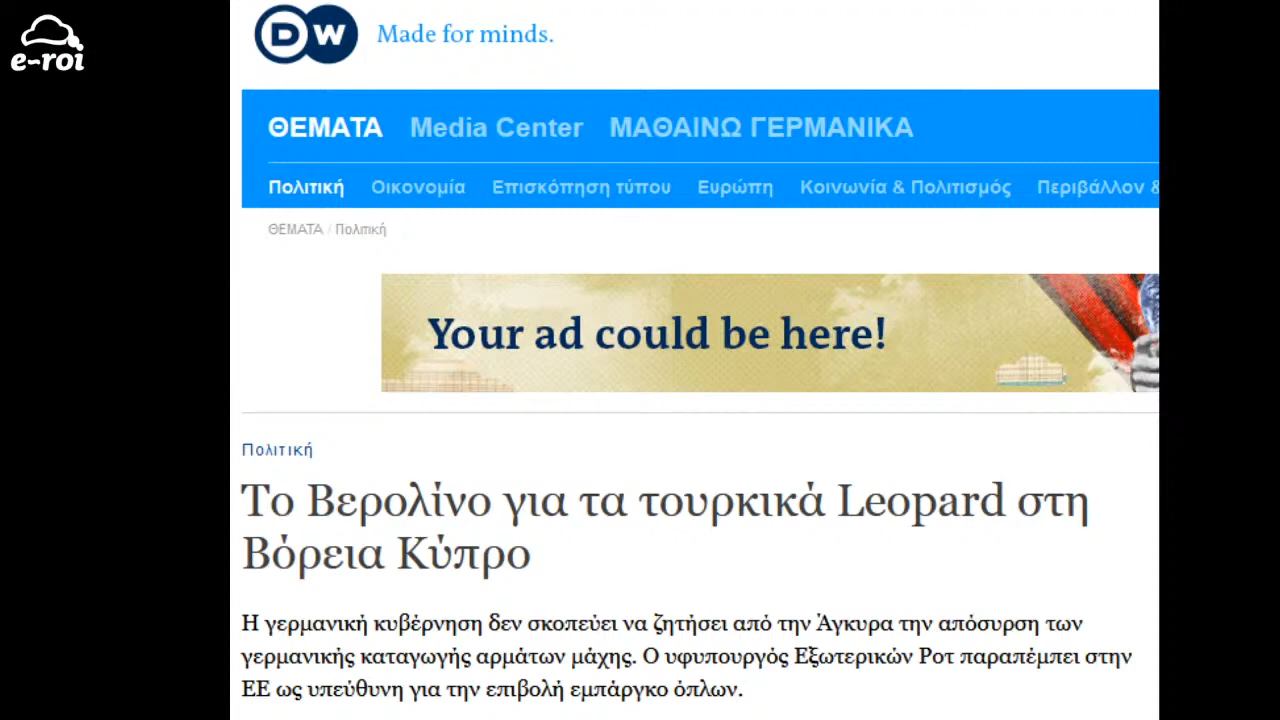 e-roi
DW Made for minds.
ΘΕΜΑΤΑ Media Center ΜΑΘΑΙΝΩ ΓΕΡΜΑΝΙΚΑ
Πολιτική Οικονομία Επισκόπηση τύπου Ευρώπη Κοινωνία & Πολιτισμός Περιβάλλον &
ΘΕΜΑΤΑ / Πολιτική
Your ad could be here!
Πολιτική
Το Βερολίνο για τα τουρκικά Leopard στη
Βόρεια Κύπρο
Η γερμανική κυβέρνηση δεν σκοπεύει να ζητήσει από την Άγκυρα την απόσυρση των
γερμανικής καταγωγής αρμάτων μάχης. Ο υφυπουργός Εξωτερικών Ροτ παραπέμπει στην
ΕΕ ως υπεύθυνη για την επιβολή εμπάργκο όπλων.